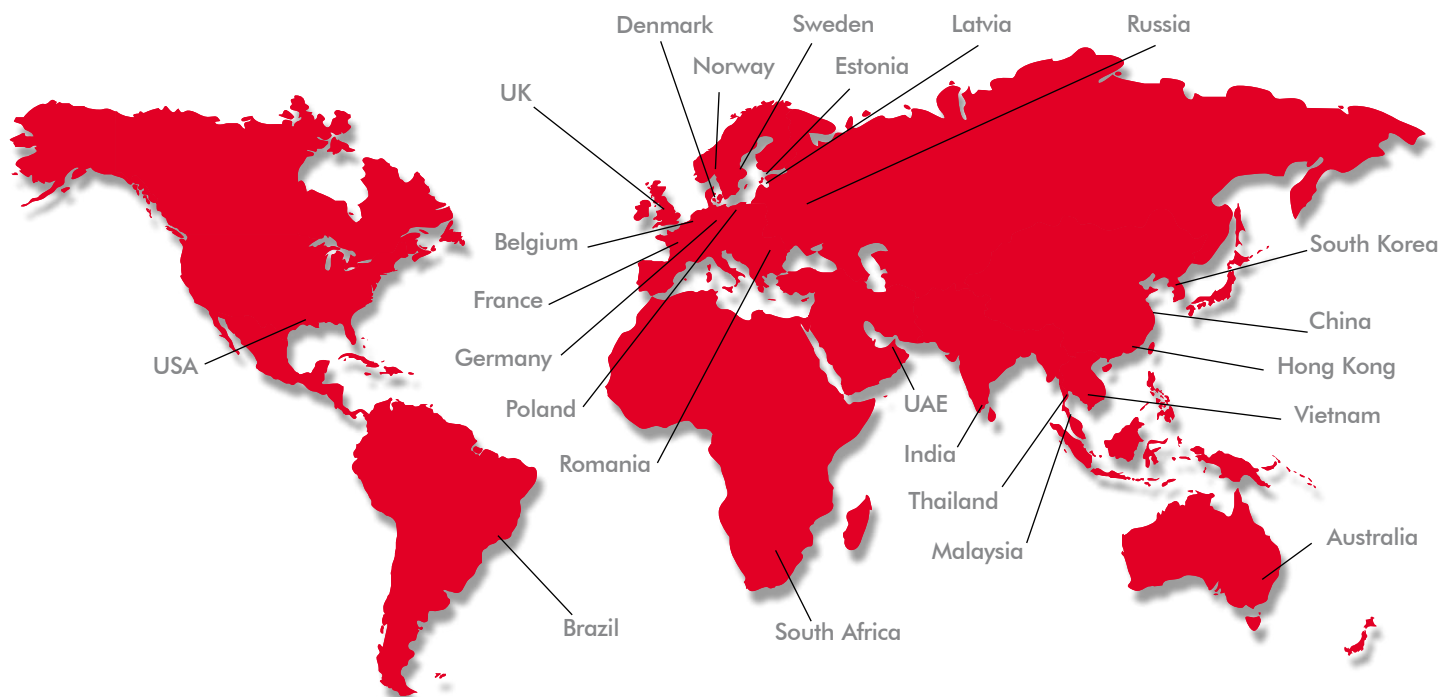 Denmark
Sweden
Latvia
Russia
Norway
Estonia
UK
Belgium
South Korea
France
China
USA
Germany
Hong Kong
Poland
UAE
Vietnam
Romania
India
Thailand
Malaysia
Australia
Brazil
South Africa